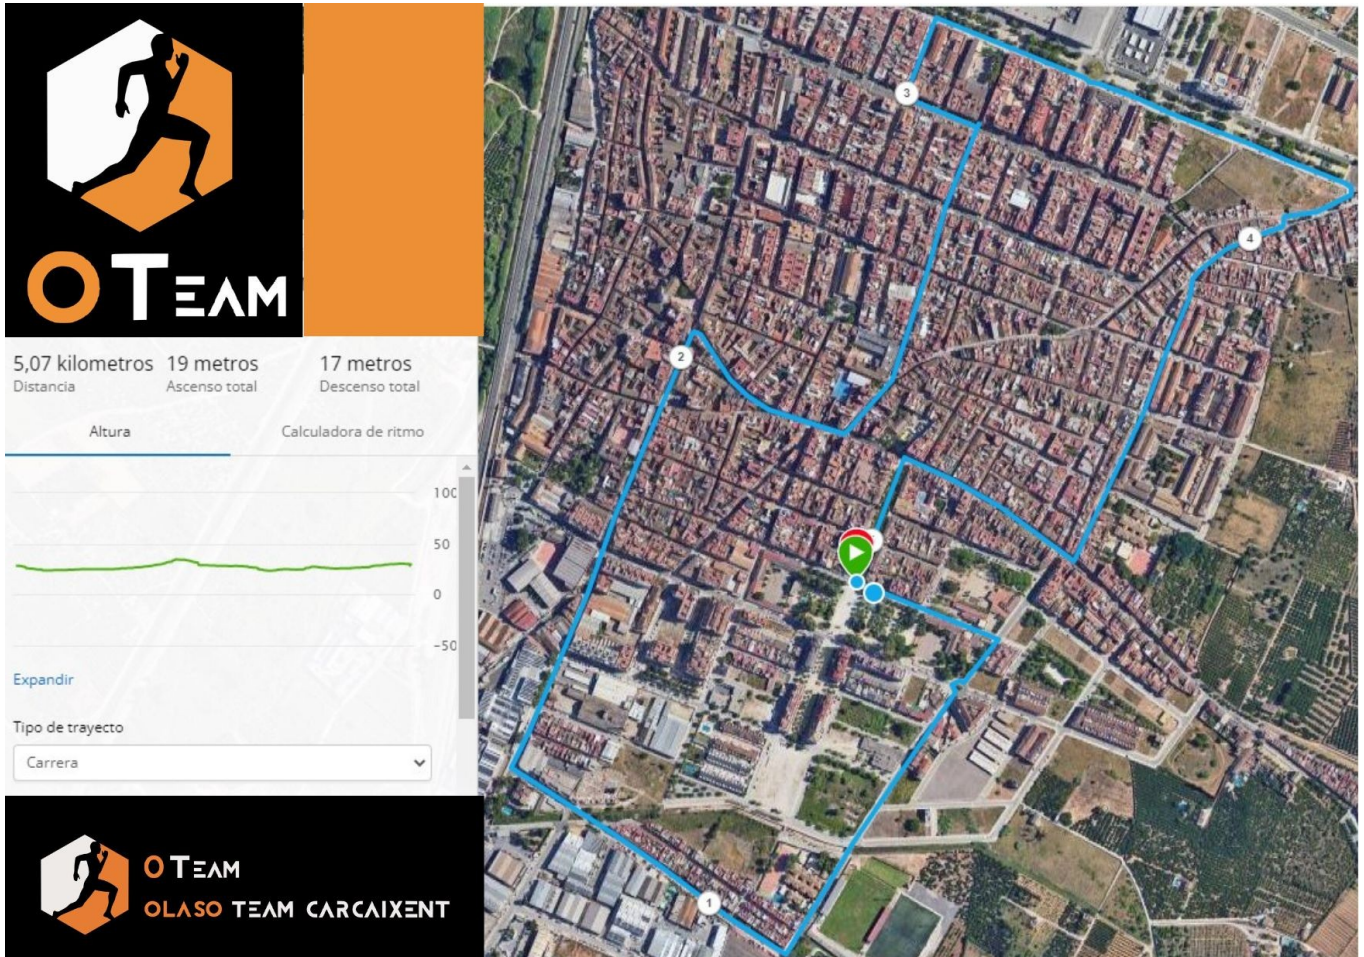 O TEAM
5,07 kilometros 19 metros 17 metros
Distancia Ascenso total Descenso total
Altura Calculadora de ritmo
100
50
0
-50
Expandir
Tipo de trayecto
Carrera
O TEAM
OLASO TEAM CARCAIXENT
3
4
2
1